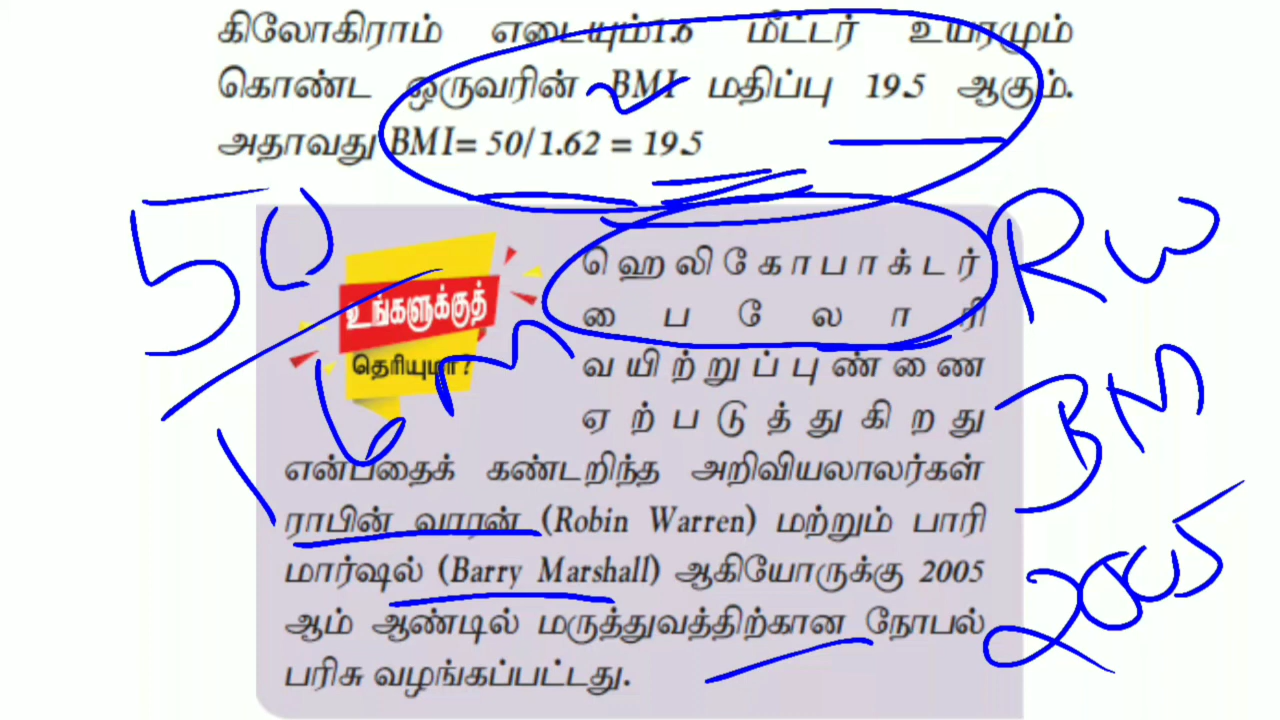 கிலோகிராம் எடையும்1.6 மீட்டர் உயரமும்
கொண்ட ஒருவரின் BMI மதிப்பு 19.5 ஆகும்.
அதாவது BMI= 50/1.62 = 19.5
50
1.6 m
உங்களுக்குத்
தெரியுமா?
ஹெலிகோபாக்டர்
பைலோரி
வயிற்றுப்புண்ணை
ஏற்படுத்துகிறது
என்பதைக் கண்டறிந்த அறிவியலாலர்கள்
ராபின் வாரன் (Robin Warren) மற்றும் பாரி
மார்ஷல் (Barry Marshall) ஆகியோருக்கு 2005
ஆம் ஆண்டில் மருத்துவத்திற்கான நோபல்
பரிசு வழங்கப்பட்டது.
RW
BM
2005